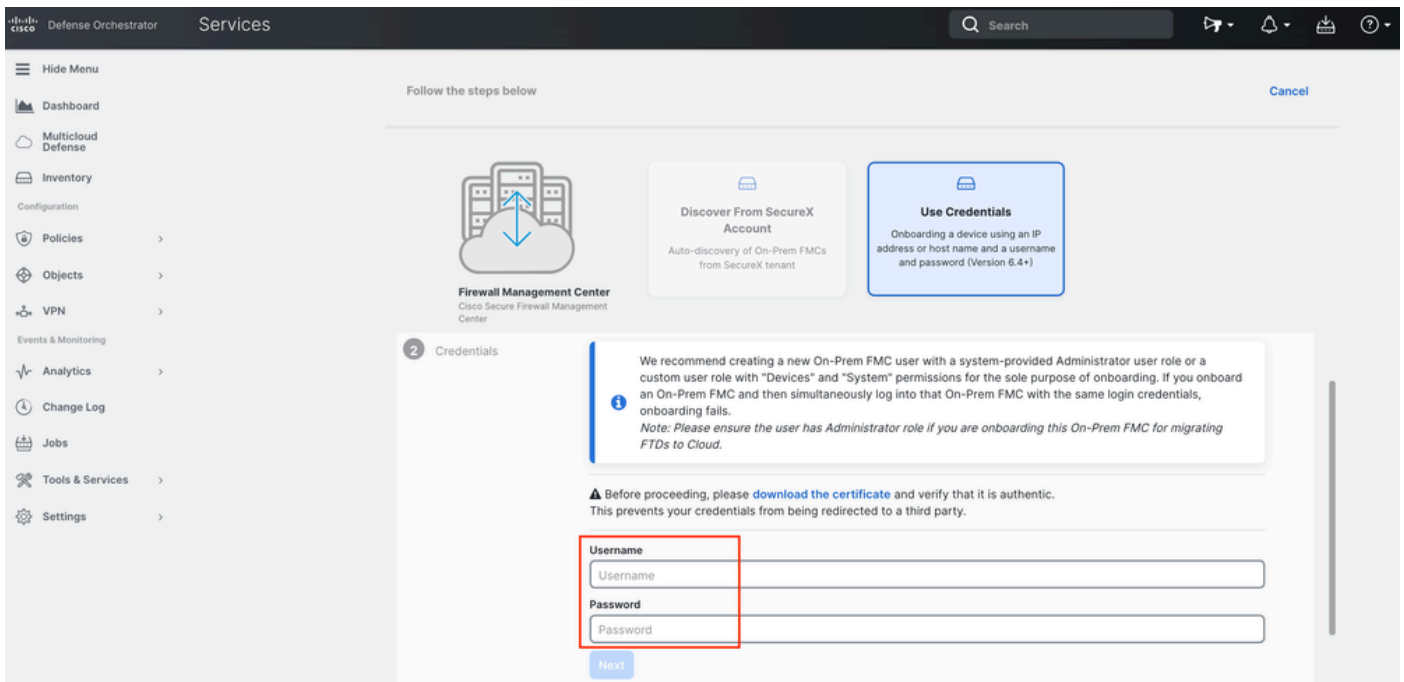 cisco Defense Orchestrator Services Search
Hide Menu
Dashboard
Multicloud
Defense
Inventory
Configuration
Policies
Objects
VPN
Events & Monitoring
Analytics
Change Log
Jobs
Tools & Services
Settings
Follow the steps below Cancel
Firewall Management Center
Cisco Secure Firewall Management
Center
Discover From SecureX
Account
Auto-discovery of On-Prem FMCs
from SecureX tenant
Use Credentials
Onboarding a device using an IP
address or host name and a username
and password (Version 6.4+)
2 Credentials
We recommend creating a new On-Prem FMC user with a system-provided Administrator user role or a
custom user role with "Devices" and "System" permissions for the sole purpose of onboarding. If you onboard
an On-Prem FMC and then simultaneously log into that On-Prem FMC with the same login credentials,
onboarding fails.
Note: Please ensure the user has Administrator role if you are onboarding this On-Prem FMC for migrating
FTDs to Cloud.
Before proceeding, please download the certificate and verify that it is authentic.
This prevents your credentials from being redirected to a third party.
Username
Username
Password
Password
Next